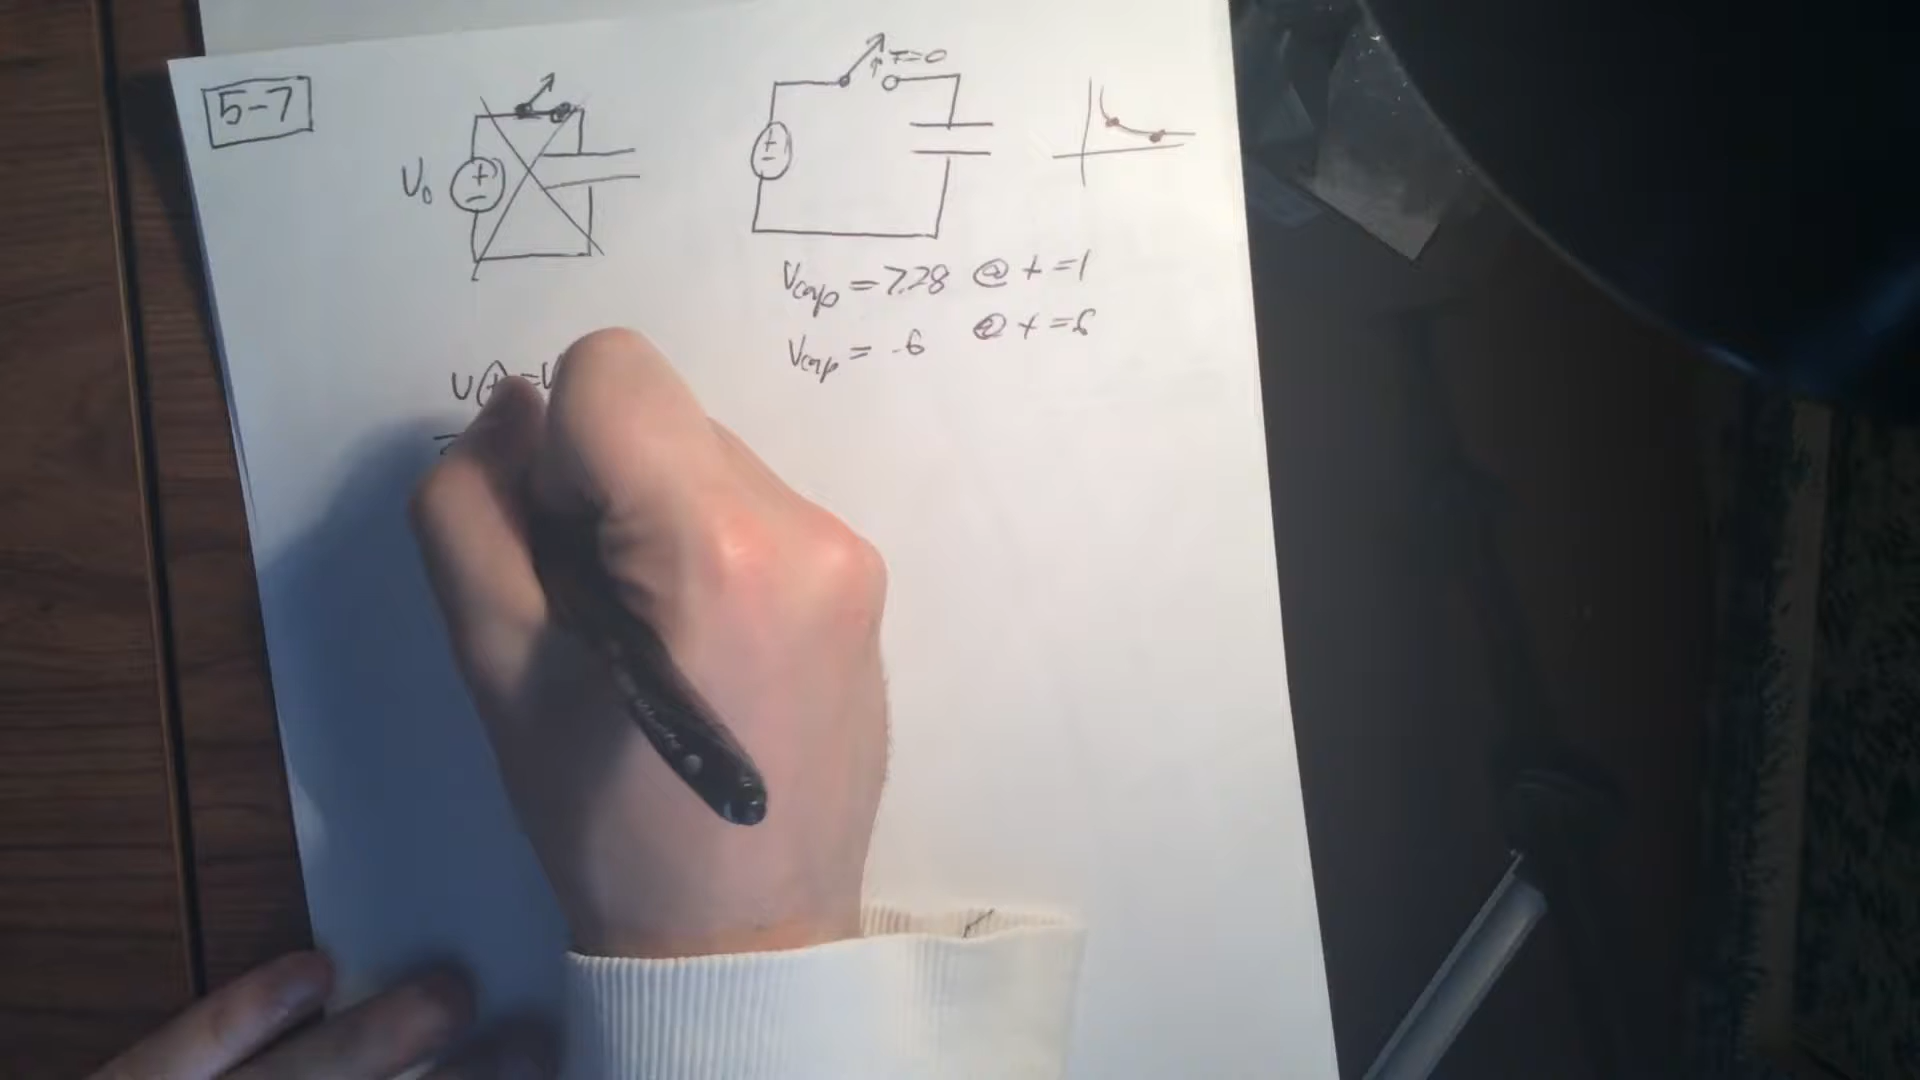 5-7
T=0
V₀
Vcap = 7.28 @ t = 1
Vcap = .6 @ t = 6
V(t) = V